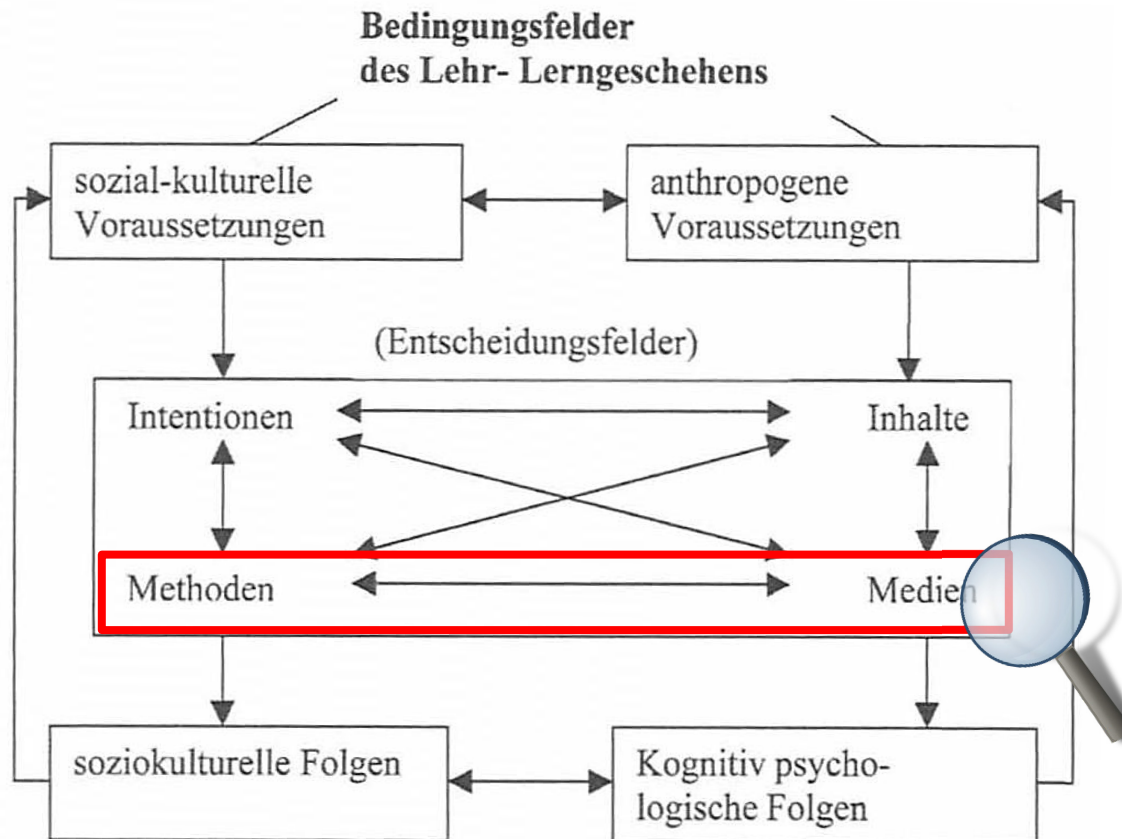 Bedingungsfelder
des Lehr- Lerngeschehens
sozial-kulturelle
Voraussetzungen
anthropogene
Voraussetzungen
(Entscheidungsfelder)
Intentionen
Inhalte
Methoden
Medien
soziokulturelle Folgen
Kognitiv psycho-
logische Folgen